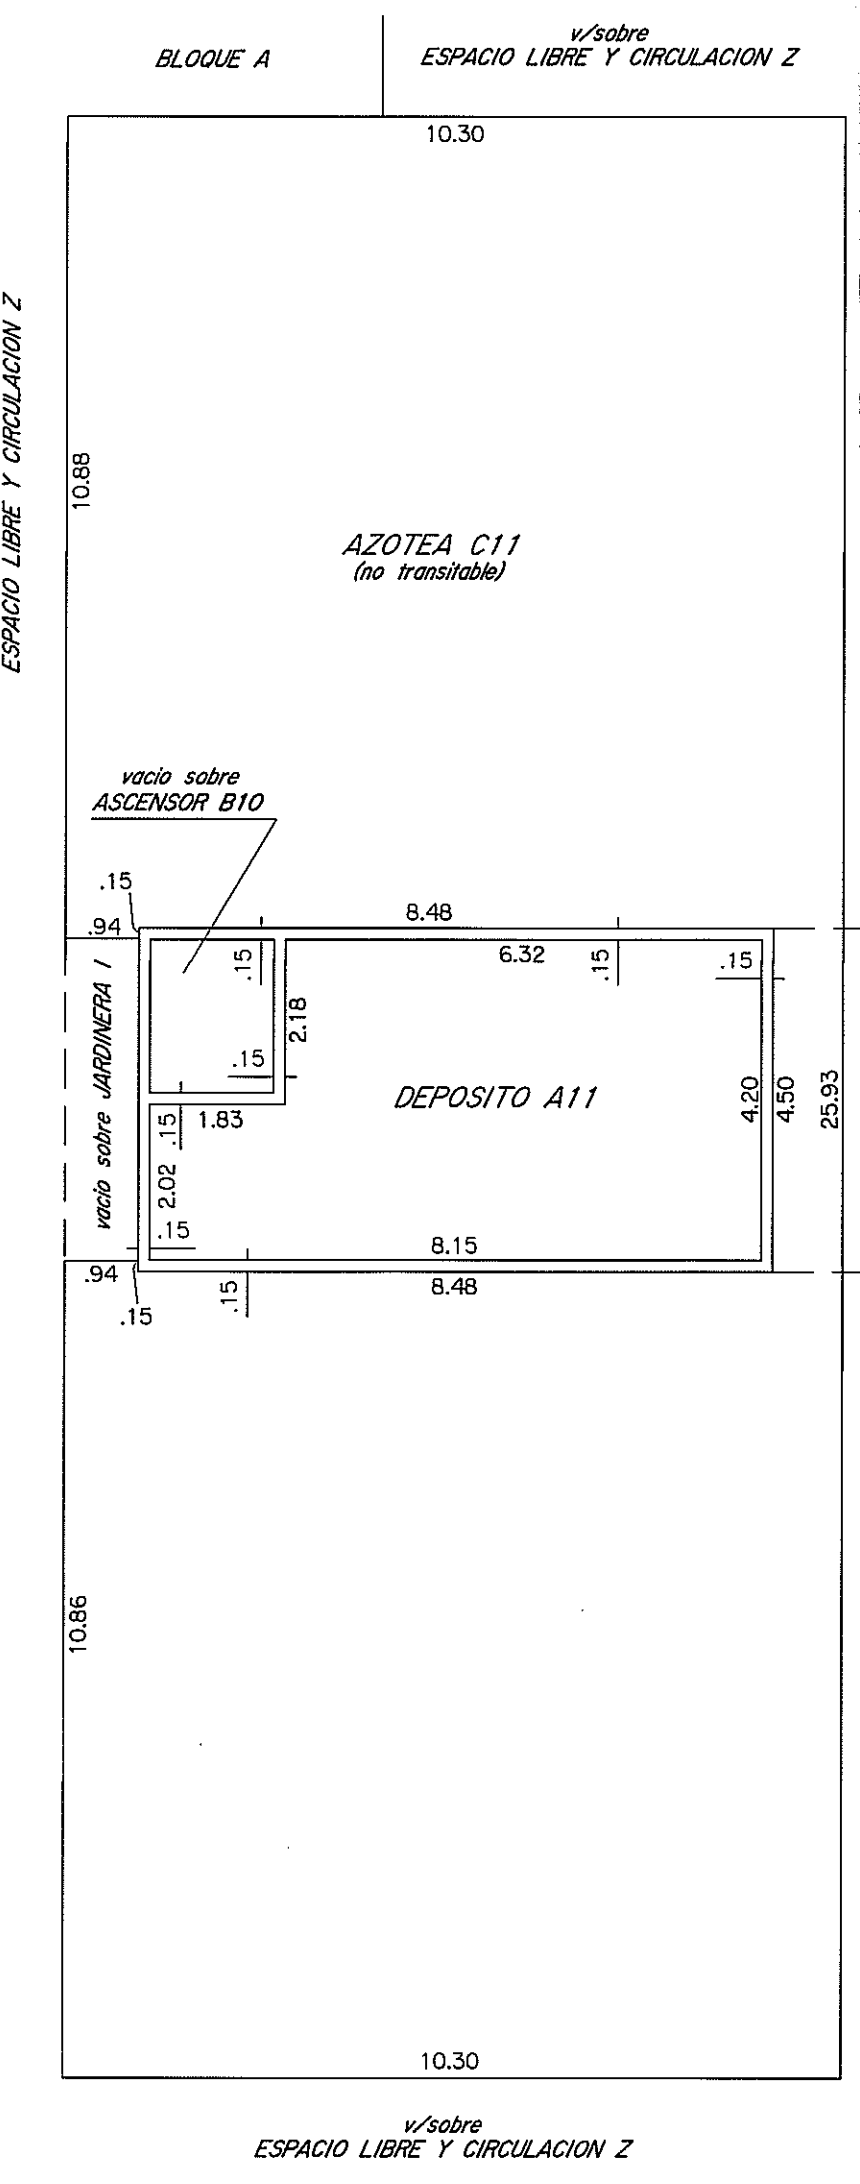 BLOQUE A
v/sobre
ESPACIO LIBRE Y CIRCULACION Z
10.30
ESPACIO LIBRE Y CIRCULACION Z
10.88
AZOTEA C11
(no transitable)
vacio sobre
ASCENSOR B10
.15
.94
8.48
.15
6.32
.15
.15
vacio sobre JARDINERA I
2.18
.15
DEPOSITO A11
4.20
4.50
25.93
.15
1.83
2.02
.15
8.15
.94
.15
.15
8.48
10.86
10.30
v/sobre
ESPACIO LIBRE Y CIRCULACION Z